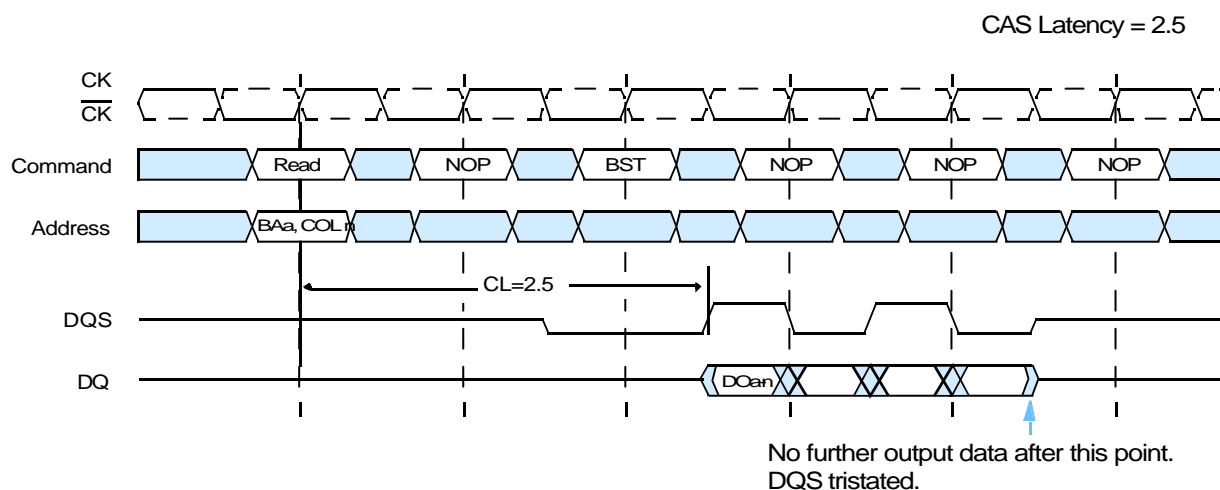 CAS Latency = 2.5
CK
CK
Command
Read
NOP
BST
NOP
NOP
NOP
Address
BAa, COL n
CL=2.5
DQS
DQ
DOa-n
No further output data after this point.
DQS tristated.